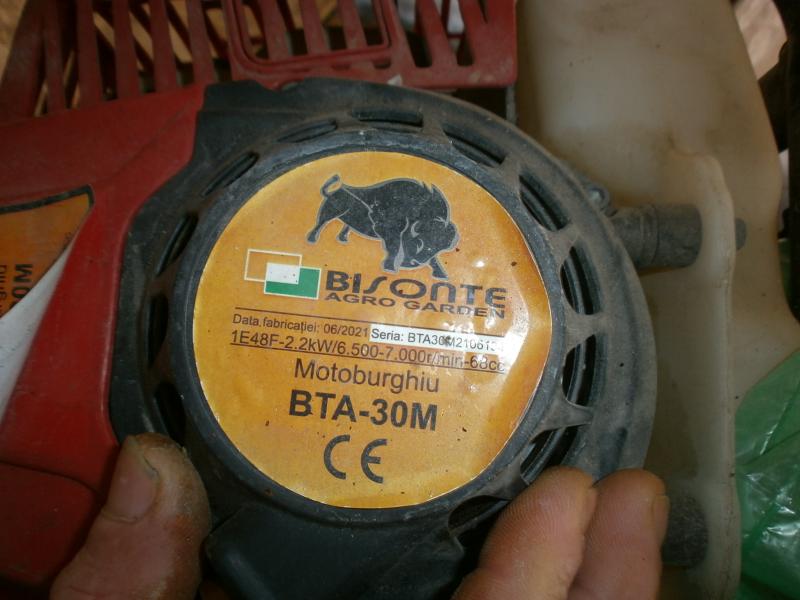 BISONTE
AGRO GARDEN
Data fabricatiei: 06/2021 Seria: BTA30M210613
1E48F-2.2kW/6.500-7.000r/min-68cc
Motoburghiu
BTA-30M
CE